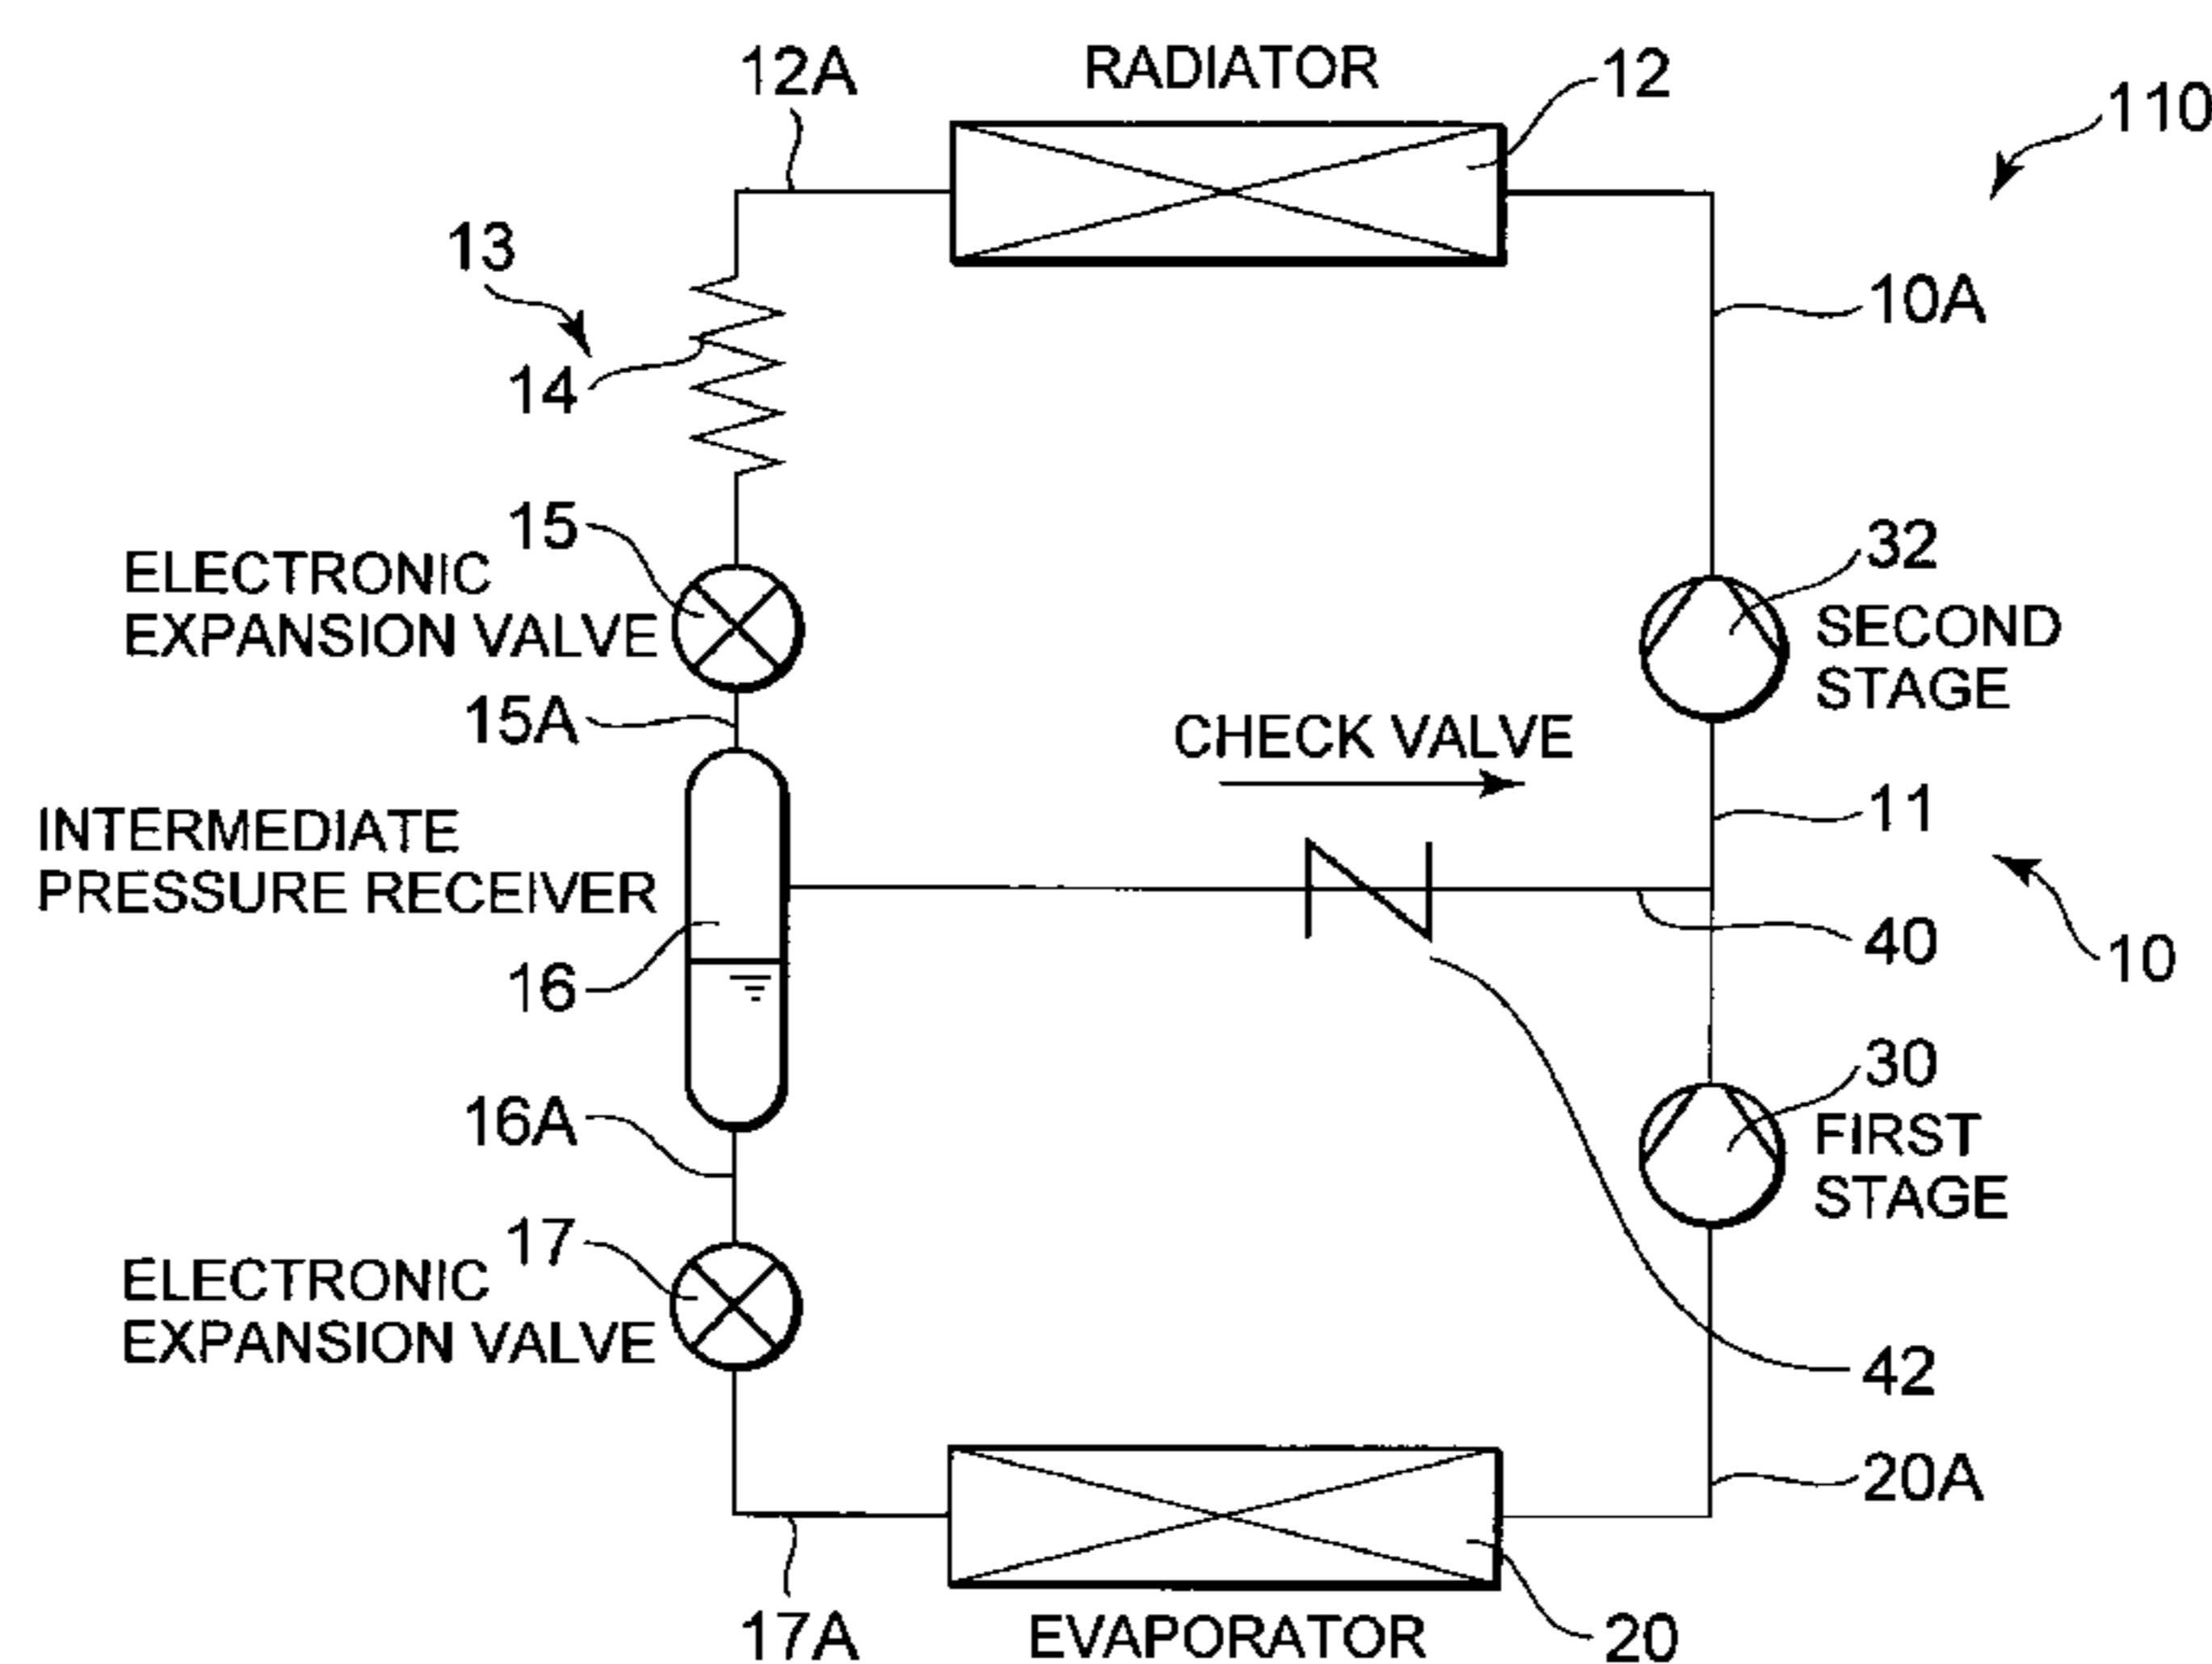 12A
RADIATOR
12
110
13
10A
14
15
ELECTRONIC
EXPANSION VALVE
32
SECOND
STAGE
15A
CHECK VALVE
11
INTERMEDIATE
PRESSURE RECEIVER
16
40
10
30
FIRST
STAGE
16A
17
ELECTRONIC
EXPANSION VALVE
42
20A
17A
EVAPORATOR
20